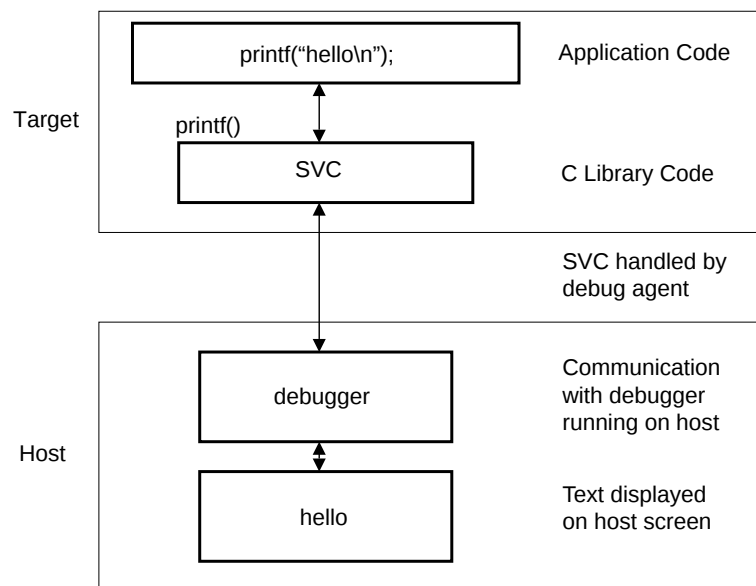 printf(“hello\n”);
Application Code
Target
printf()
SVC
C Library Code
SVC handled by
debug agent
debugger
Communication
with debugger
running on host
Host
hello
Text displayed
on host screen